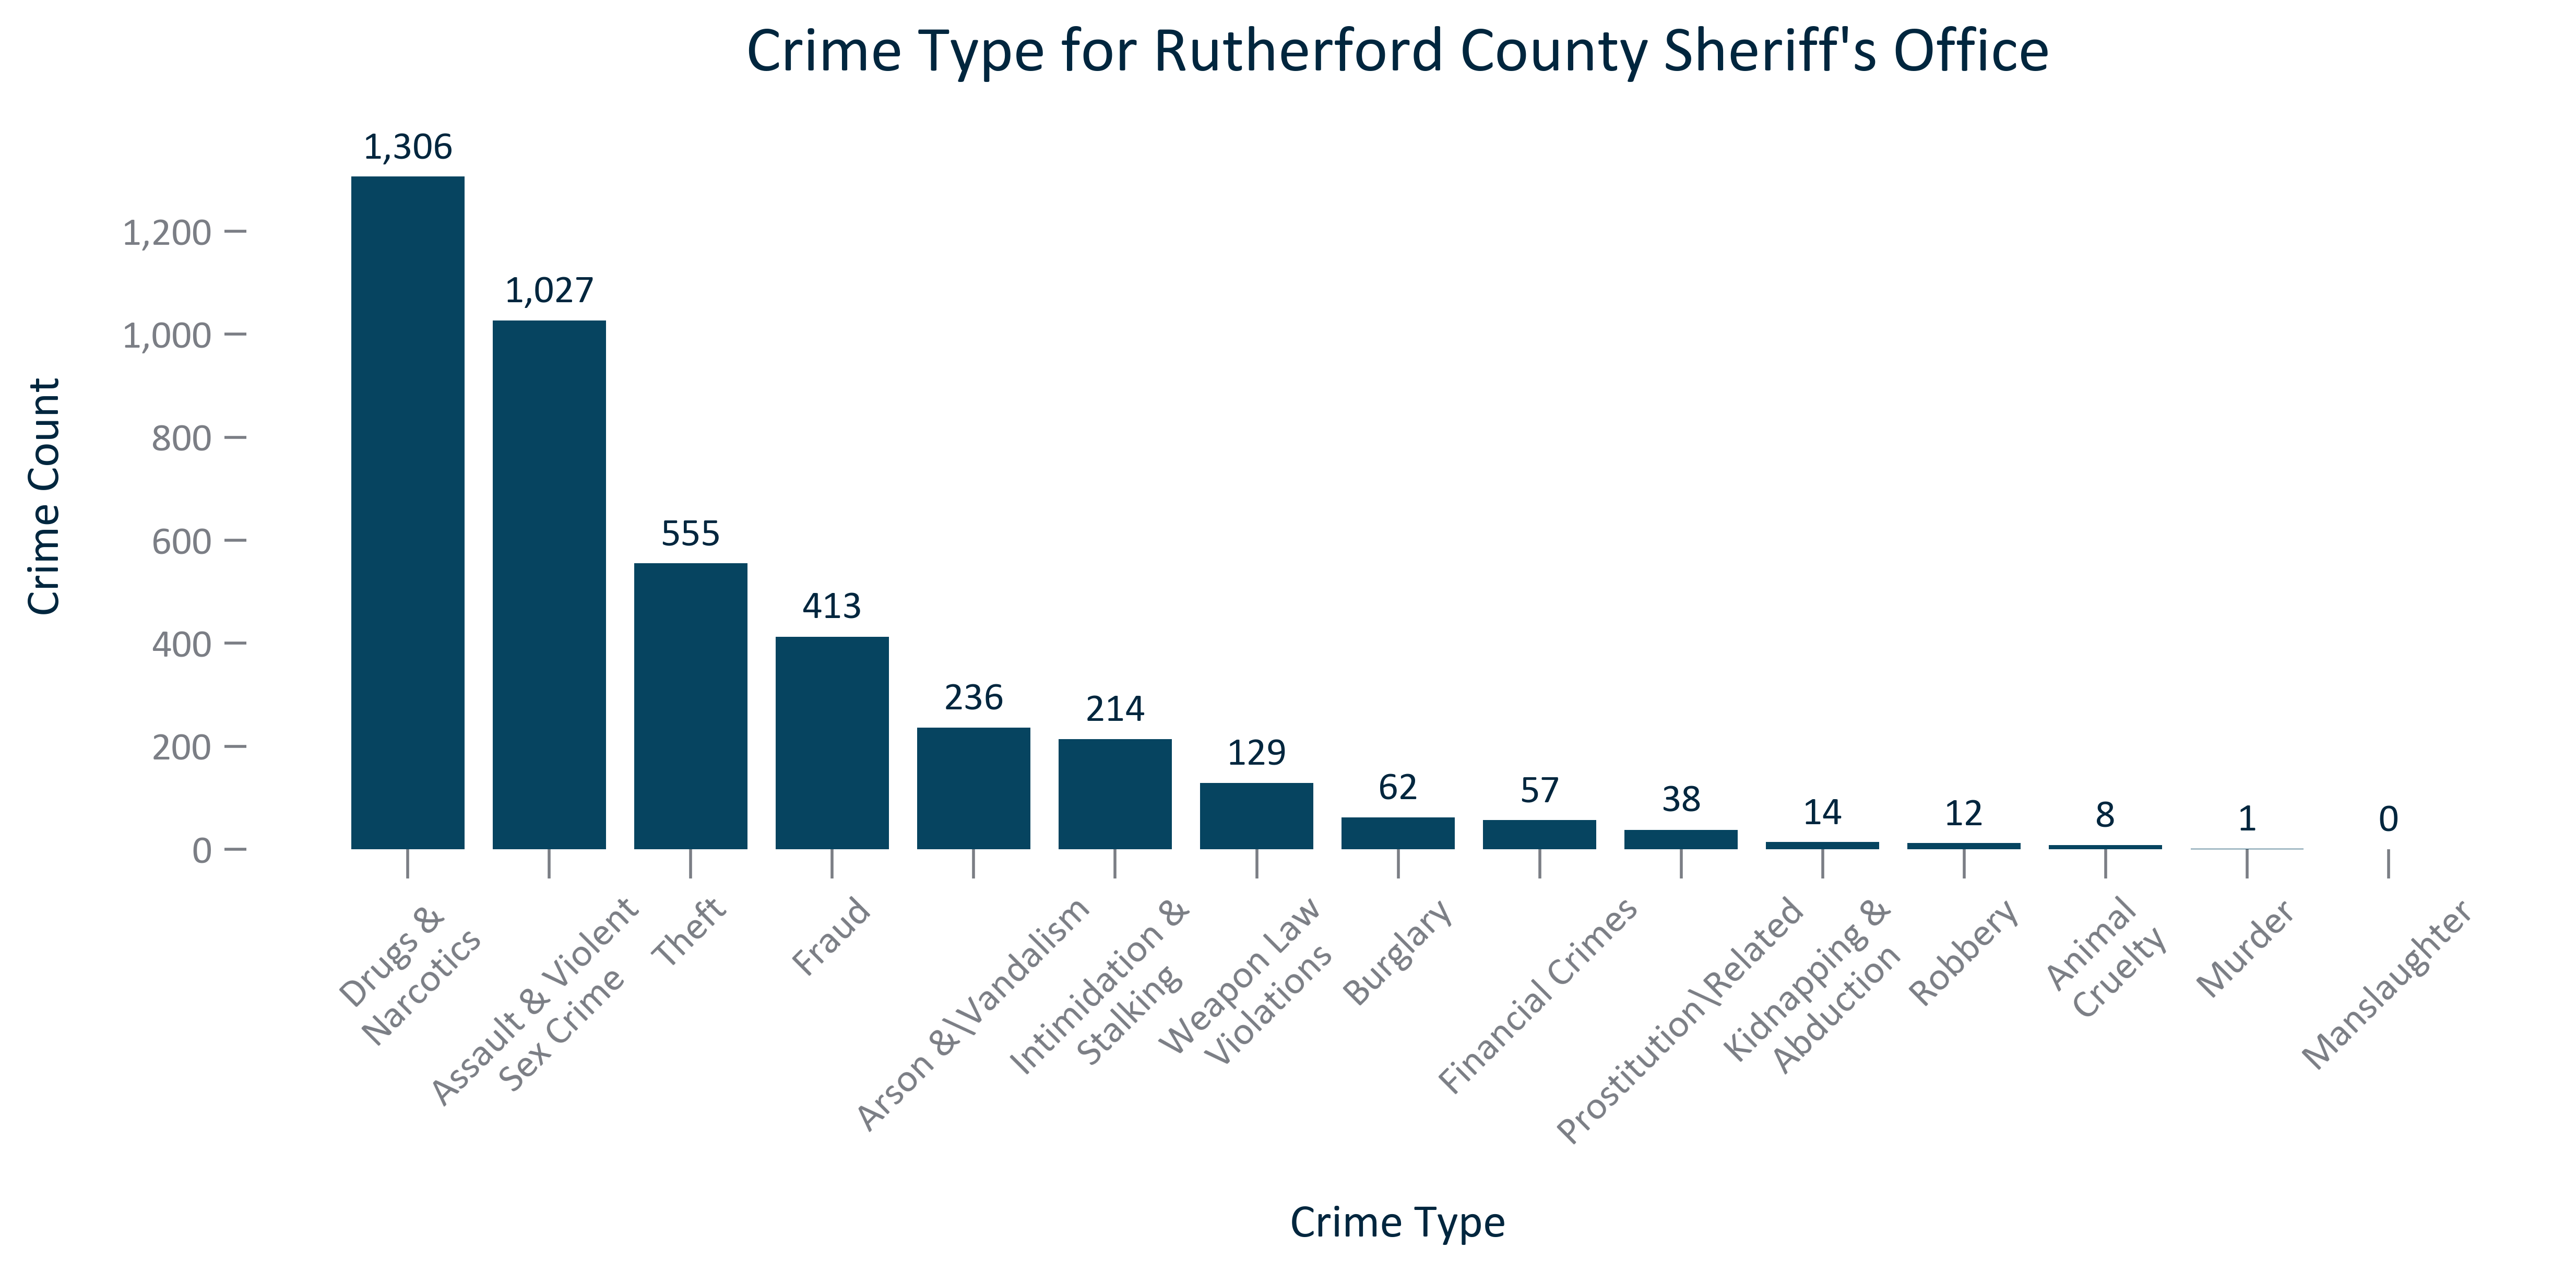 Crime Type for Rutherford County Sheriff's Office
Crime Count
1,200
1,000
800
600
400
200
0
1,306
1,027
555
413
236
214
129
62
57
38
14
12
8
1
0
Drugs &
Narcotics
Assault & Violent
Sex Crime
Theft
Fraud
Arson &\Vandalism
Intimidation &
Stalking
Weapon Law
Violations
Burglary
Financial Crimes
Prostitution\Related
Kidnapping &
Abduction
Robbery
Animal
Cruelty
Murder
Manslaughter
Crime Type